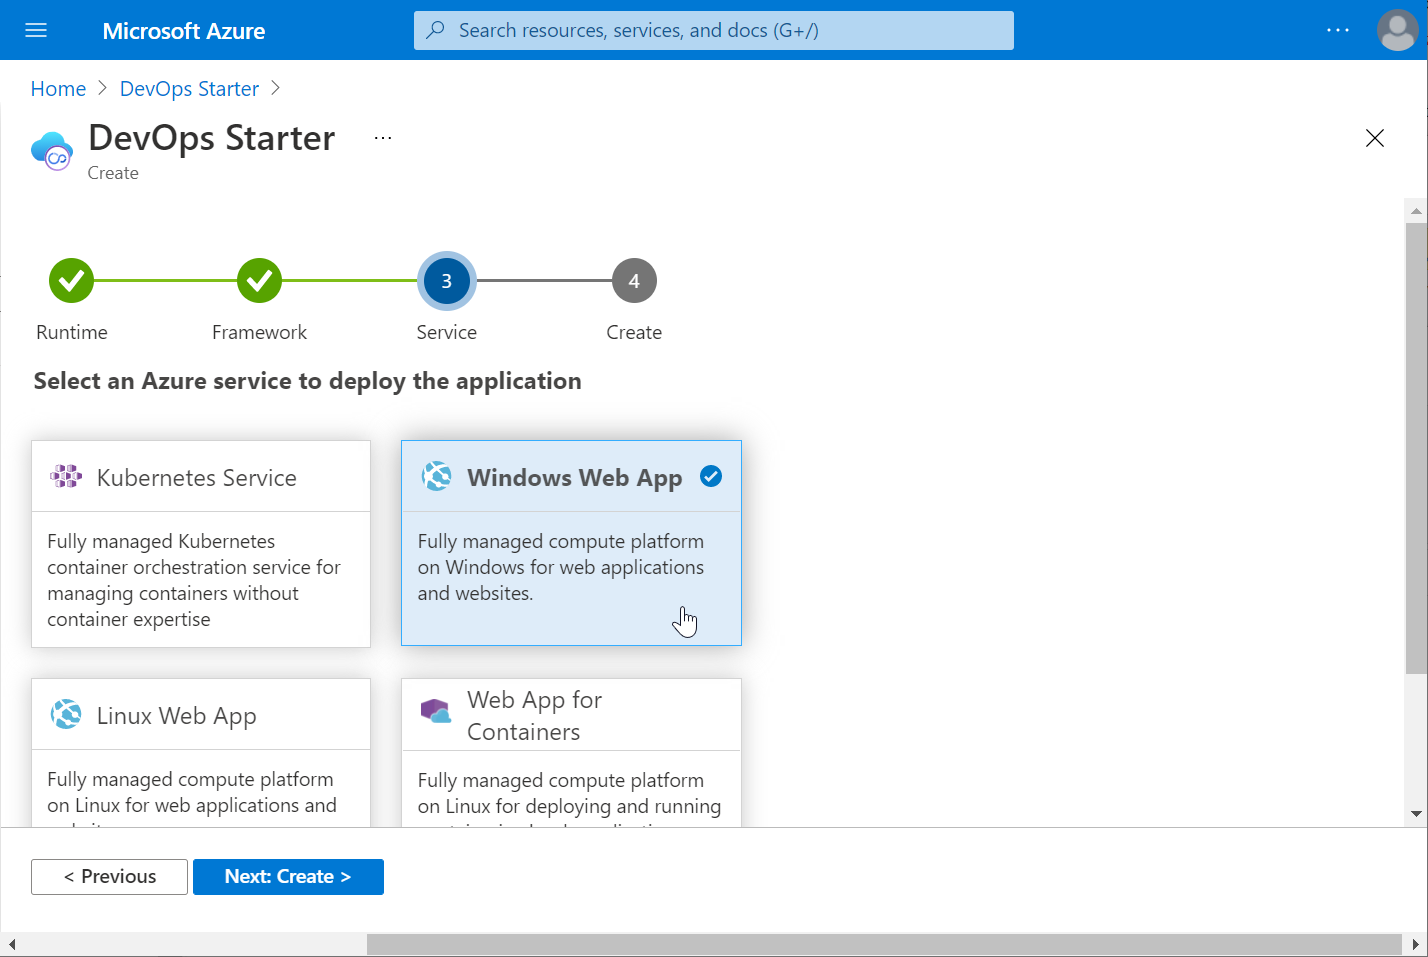 Microsoft Azure
Search resources, services, and docs (G+/)
...
Home > DevOps Starter >
DevOps Starter ...
Create
3
4
Runtime
Framework
Service
Create
Select an Azure service to deploy the application
Kubernetes Service
Fully managed Kubernetes
container orchestration service for
managing containers without
container expertise
Windows Web App
Fully managed compute platform
on Windows for web applications
and websites.
Linux Web App
Fully managed compute platform
on Linux for web applications and
Web App for
Containers
Fully managed compute platform
on Linux for deploying and running
< Previous
Next: Create >